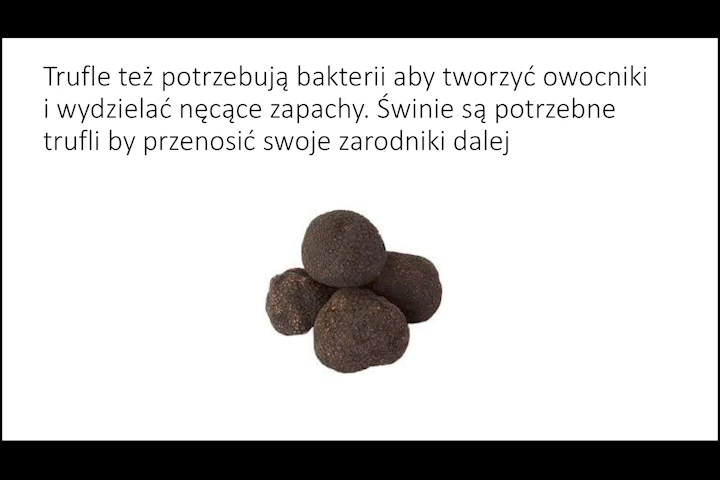 Trufle też potrzebują bakterii aby tworzyć owocniki
i wydzielać nęcące zapachy. Świnie są potrzebne
trufli by przenosić swoje zarodniki dalej